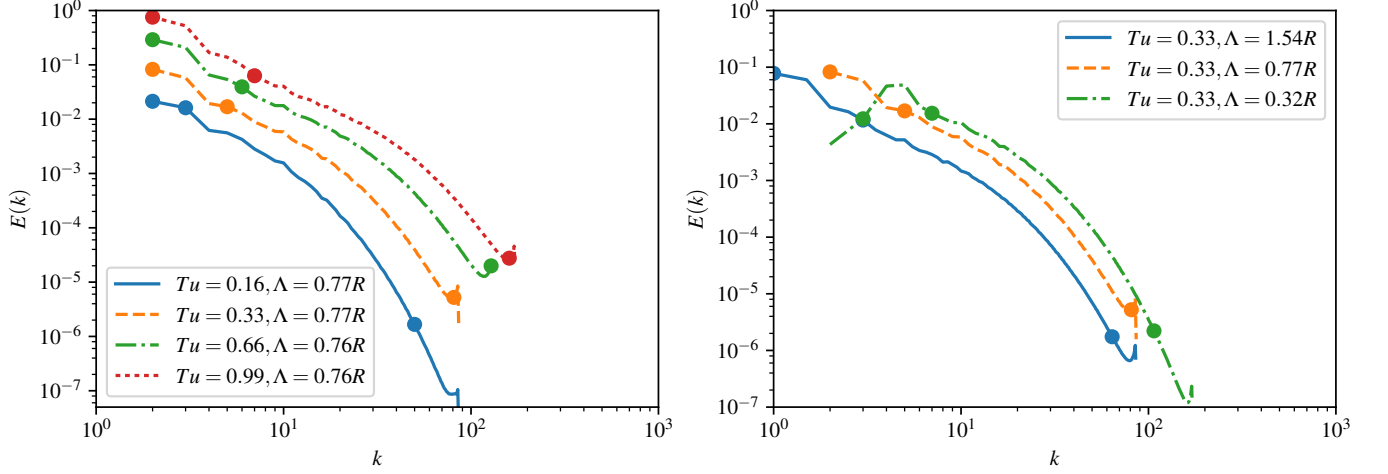 10^0
10^-1
10^-2
10^-3
10^-4
10^-5
10^-6
10^-7
E(k)
Tu = 0.16, Λ = 0.77R
Tu = 0.33, Λ = 0.77R
Tu = 0.66, Λ = 0.76R
Tu = 0.99, Λ = 0.76R
10^0
10^1
10^2
10^3
k
10^0
10^-1
10^-2
10^-3
10^-4
10^-5
10^-6
10^-7
E(k)
Tu = 0.33, Λ = 1.54R
Tu = 0.33, Λ = 0.77R
Tu = 0.33, Λ = 0.32R
10^0
10^1
10^2
10^3
k